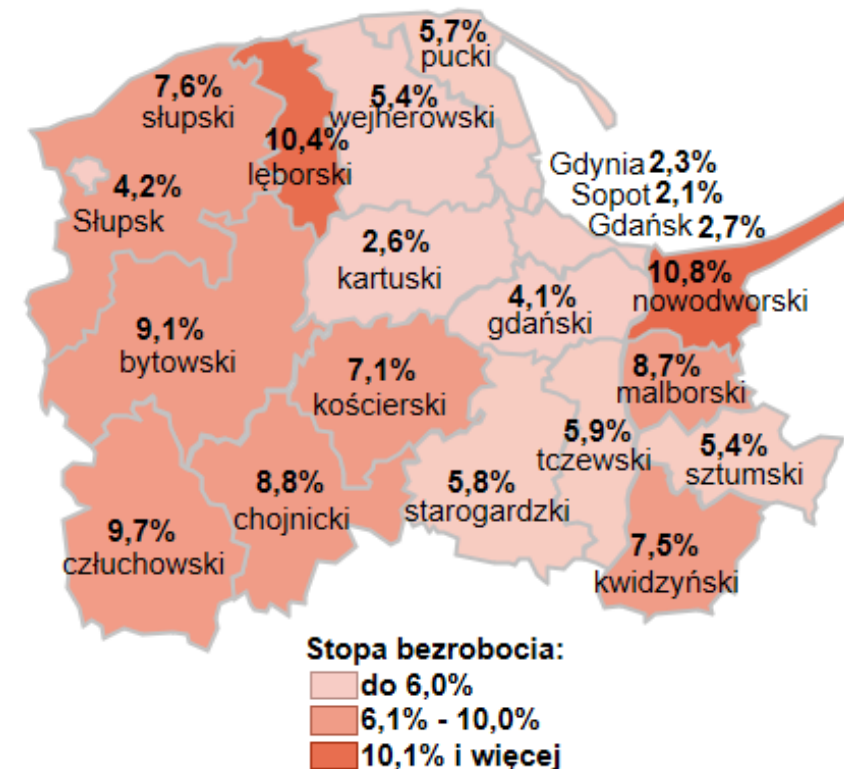 5,7%
pucki
7,6%
słupski
5,4%
wejherowski
10,4%
lęborski
Gdynia 2,3%
Sopot 2,1%
Gdańsk 2,7%
4,2%
Słupsk
2,6%
kartuski
10,8%
nowodworski
4,1%
gdański
9,1%
bytowski
7,1%
kościerski
8,7%
malborski
5,9%
tczewski
5,4%
sztumski
8,8%
chojnicki
5,8%
starogardzki
9,7%
człuchowski
7,5%
kwidzyński
Stopa bezrobocia:
do 6,0%
6,1% - 10,0%
10,1% i więcej